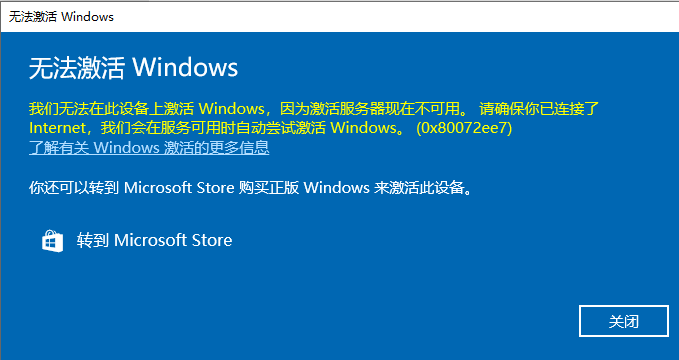 无法激活 Windows
无法激活 Windows
我们无法在此设备上激活 Windows，因为激活服务器现在不可用。 请确保你已连接了
Internet，我们会在服务可用时自动尝试激活 Windows。 (0x80072ee7)
了解有关 Windows 激活的更多信息
你还可以转到 Microsoft Store 购买正版 Windows 来激活此设备。
转到 Microsoft Store
关闭